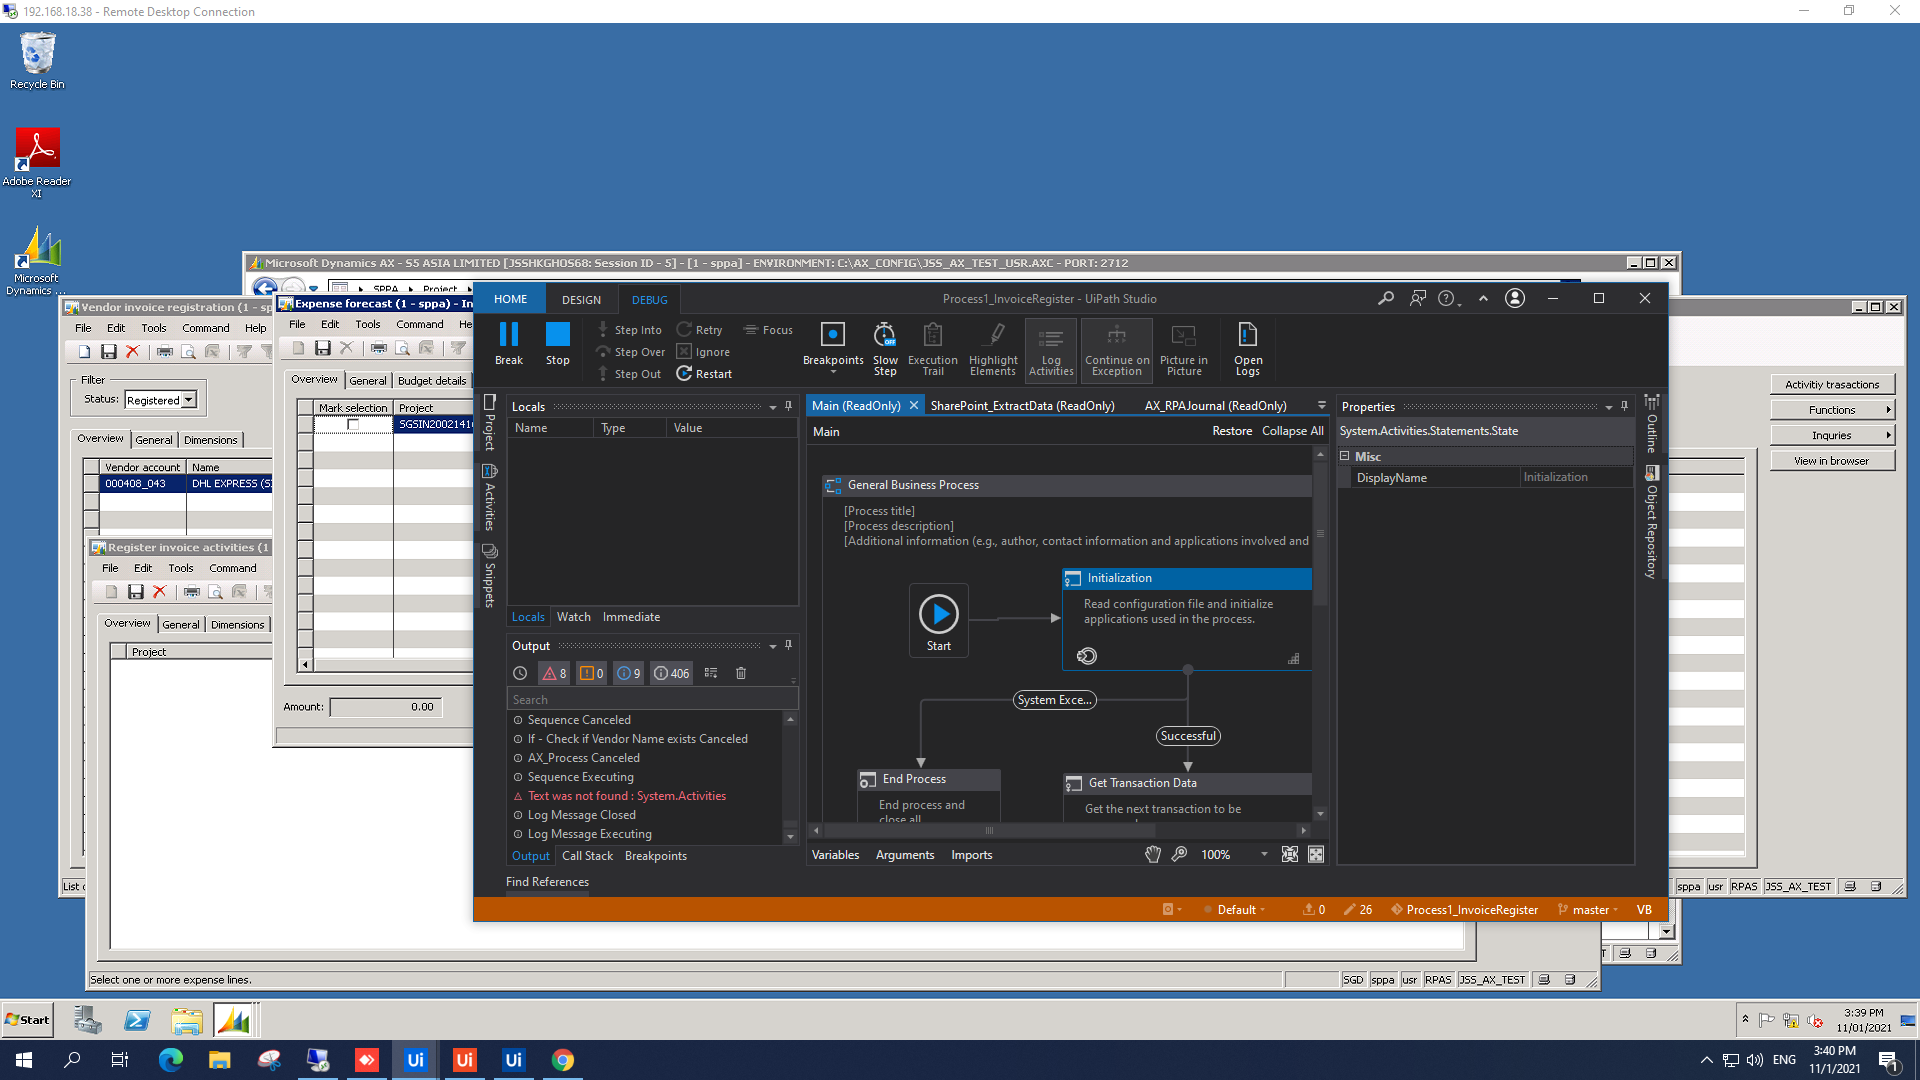 192.168.18.38 - Remote Desktop Connection
Recycle Bin
Adobe Reader
XI
Microsoft
Dynamics ...
Microsoft Dynamics AX - S5 ASIA LIMITED [JSSHKGHOS68: Session ID - 5] - [1 - sppa] - ENVIRONMENT: C:\AX_CONFIG\JSS_AX_TEST_USR.AXC - PORT: 2712
SPPA Project
Vendor invoice registration (1 - sp
File Edit Tools Command Help
Filter
Status: Registered
Overview General Dimensions
Vendor account Name
000408_043 DHL EXPRESS (S
Expense forecast (1 - sppa) - In
File Edit Tools Command He
Overview General Budget details
Mark selection Project
SGSIN2002141
Amount: 0.00
Register invoice activities (1
File Edit Tools Command
Overview General Dimensions
Project
List
Select one or more expense lines.
SGD sppa usr RPAS JSS_AX_TEST
HOME DESIGN DEBUG
Process1_InvoiceRegister - UiPath Studio
Break
Stop
Step Into
Step Over
Step Out
Retry
Ignore
Restart
Focus
Breakpoints
Slow
Step
OFF
Execution
Trail
Highlight
Elements
Log
Activities
Continue on
Exception
Picture in
Picture
Open
Logs
Project
Activities
Snippets
Locals
Name Type Value
Locals Watch Immediate
Output
8 0 9 406
Search
Sequence Canceled
If - Check if Vendor Name exists Canceled
AX_Process Canceled
Sequence Executing
Text was not found : System.Activities
Log Message Closed
Log Message Executing
Output Call Stack Breakpoints
Find References
Main (ReadOnly) SharePoint_ExtractData (ReadOnly) AX_RPAJournal (ReadOnly)
Main Restore Collapse All
General Business Process
[Process title]
[Process description]
[Additional information (e.g., author, contact information and applications involved and
Start
Initialization
Read configuration file and initialize
applications used in the process.
System Exce...
Successful
End Process
End process and
close all
Get Transaction Data
Get the next transaction to be
Variables Arguments Imports 100%
Properties
System.Activities.Statements.State
Misc
DisplayName Initialization
Outline
Object Repository
Default 0 26 Process1_InvoiceRegister master VB
Activitiy trasactions
Functions
Inquries
View in browser
sppa usr RPAS JSS_AX_TEST
Start
3:39 PM
11/01/2021
Ui Ui Ui
ENG
3:40 PM
11/1/2021
1